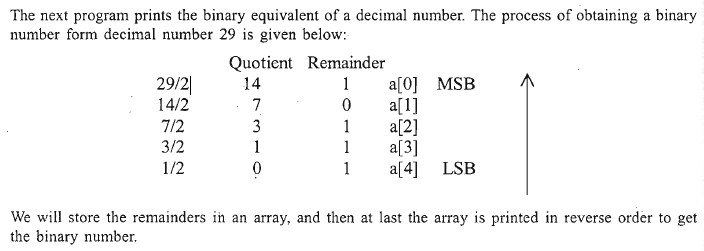 The next program prints the binary equivalent of a decimal number. The process of obtaining a binary
number form decimal number 29 is given below:
Quotient Remainder
29/2 14 1 a[0] MSB
14/2 7 0 a[1]
7/2 3 1 a[2]
3/2 1 1 a[3]
1/2 0 1 a[4] LSB
We will store the remainders in an array, and then at last the array is printed in reverse order to get
the binary number.